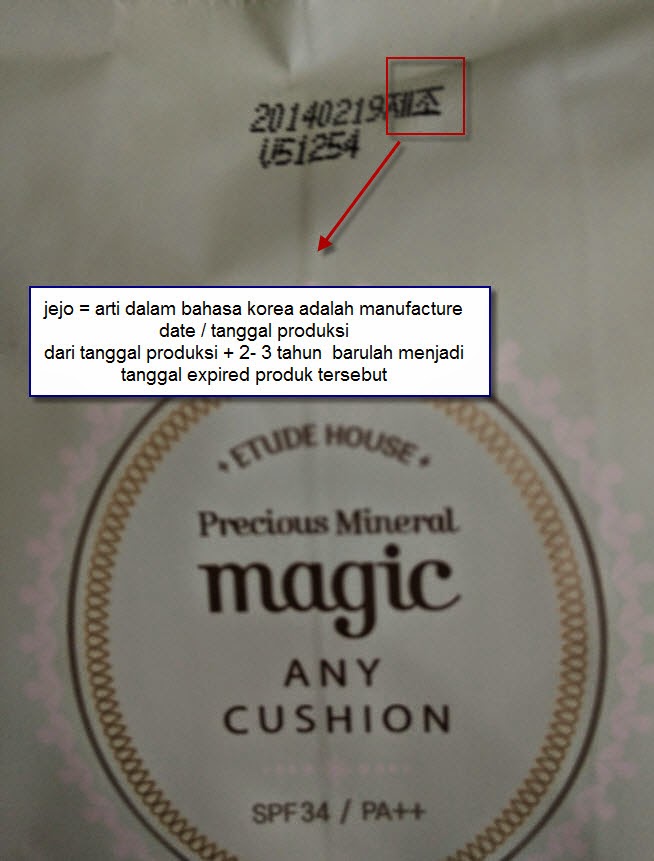 20140219제조
U51254
jejo = arti dalam bahasa korea adalah manufacture
date / tanggal produksi
dari tanggal produksi + 2- 3 tahun  barulah menjadi
tanggal expired produk tersebut
ETUDE HOUSE
Precious Mineral
magic
ANY
CUSHION
SPF34 / PA++